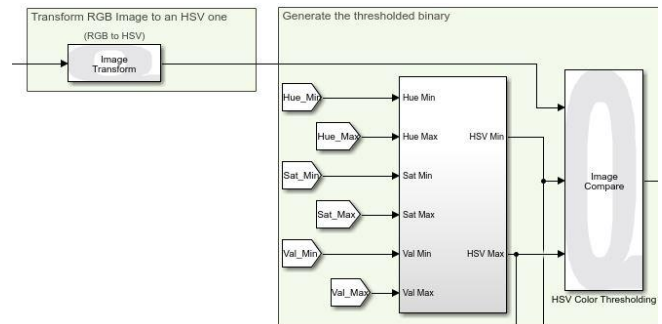 Transform RGB Image to an HSV one
(RGB to HSV)
Image
Transform
Generate the thresholded binary
Hue_Min
Hue_Max
Sat_Min
Sat_Max
Val_Min
Val_Max
Hue Min
Hue Max
Sat Min
Sat Max
Val Min
Val Max
HSV Min
HSV Max
Image
Compare
HSV Color Thresholding